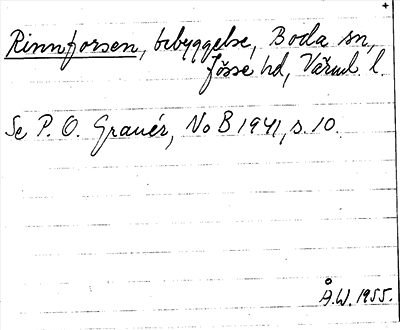 Rinnforsen, bebyggelse, Boda sn,
Jösse hd, Värml. l.
Se P. O. Granér, NoB 1941, s. 10.
Å.W. 1955.